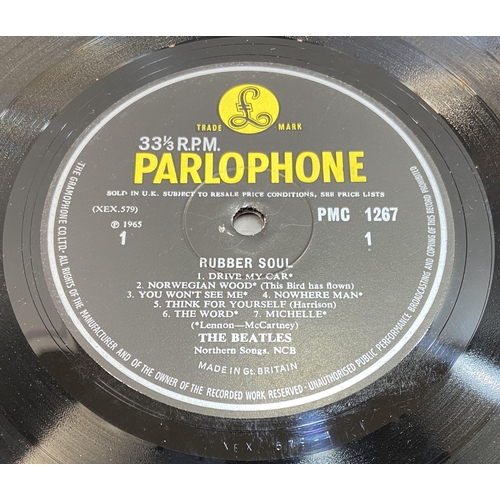 £
TRADE MARK
33⅓ R.P.M.
PARLOPHONE
SOLD IN U.K. SUBJECT TO RESALE PRICE CONDITIONS, SEE PRICE LISTS
(XEX.579) PMC 1267
℗ 1965
1 1
RUBBER SOUL
1. DRIVE MY CAR*
2. NORWEGIAN WOOD* (This Bird has flown)
3. YOU WON'T SEE ME* 4. NOWHERE MAN*
5. THINK FOR YOURSELF (Harrison)
6. THE WORD* 7. MICHELLE*
(*Lennon—McCartney)
THE BEATLES
Northern Songs, NCB
MADE IN Gt. BRITAIN
THE GRAMOPHONE CO. LTD. · ALL RIGHTS OF THE MANUFACTURER AND OF THE OWNER OF THE RECORDED WORK RESERVED · UNAUTHORISED PUBLIC PERFORMANCE BROADCASTING AND COPYING OF THIS RECORD PROHIBITED
XEX 57